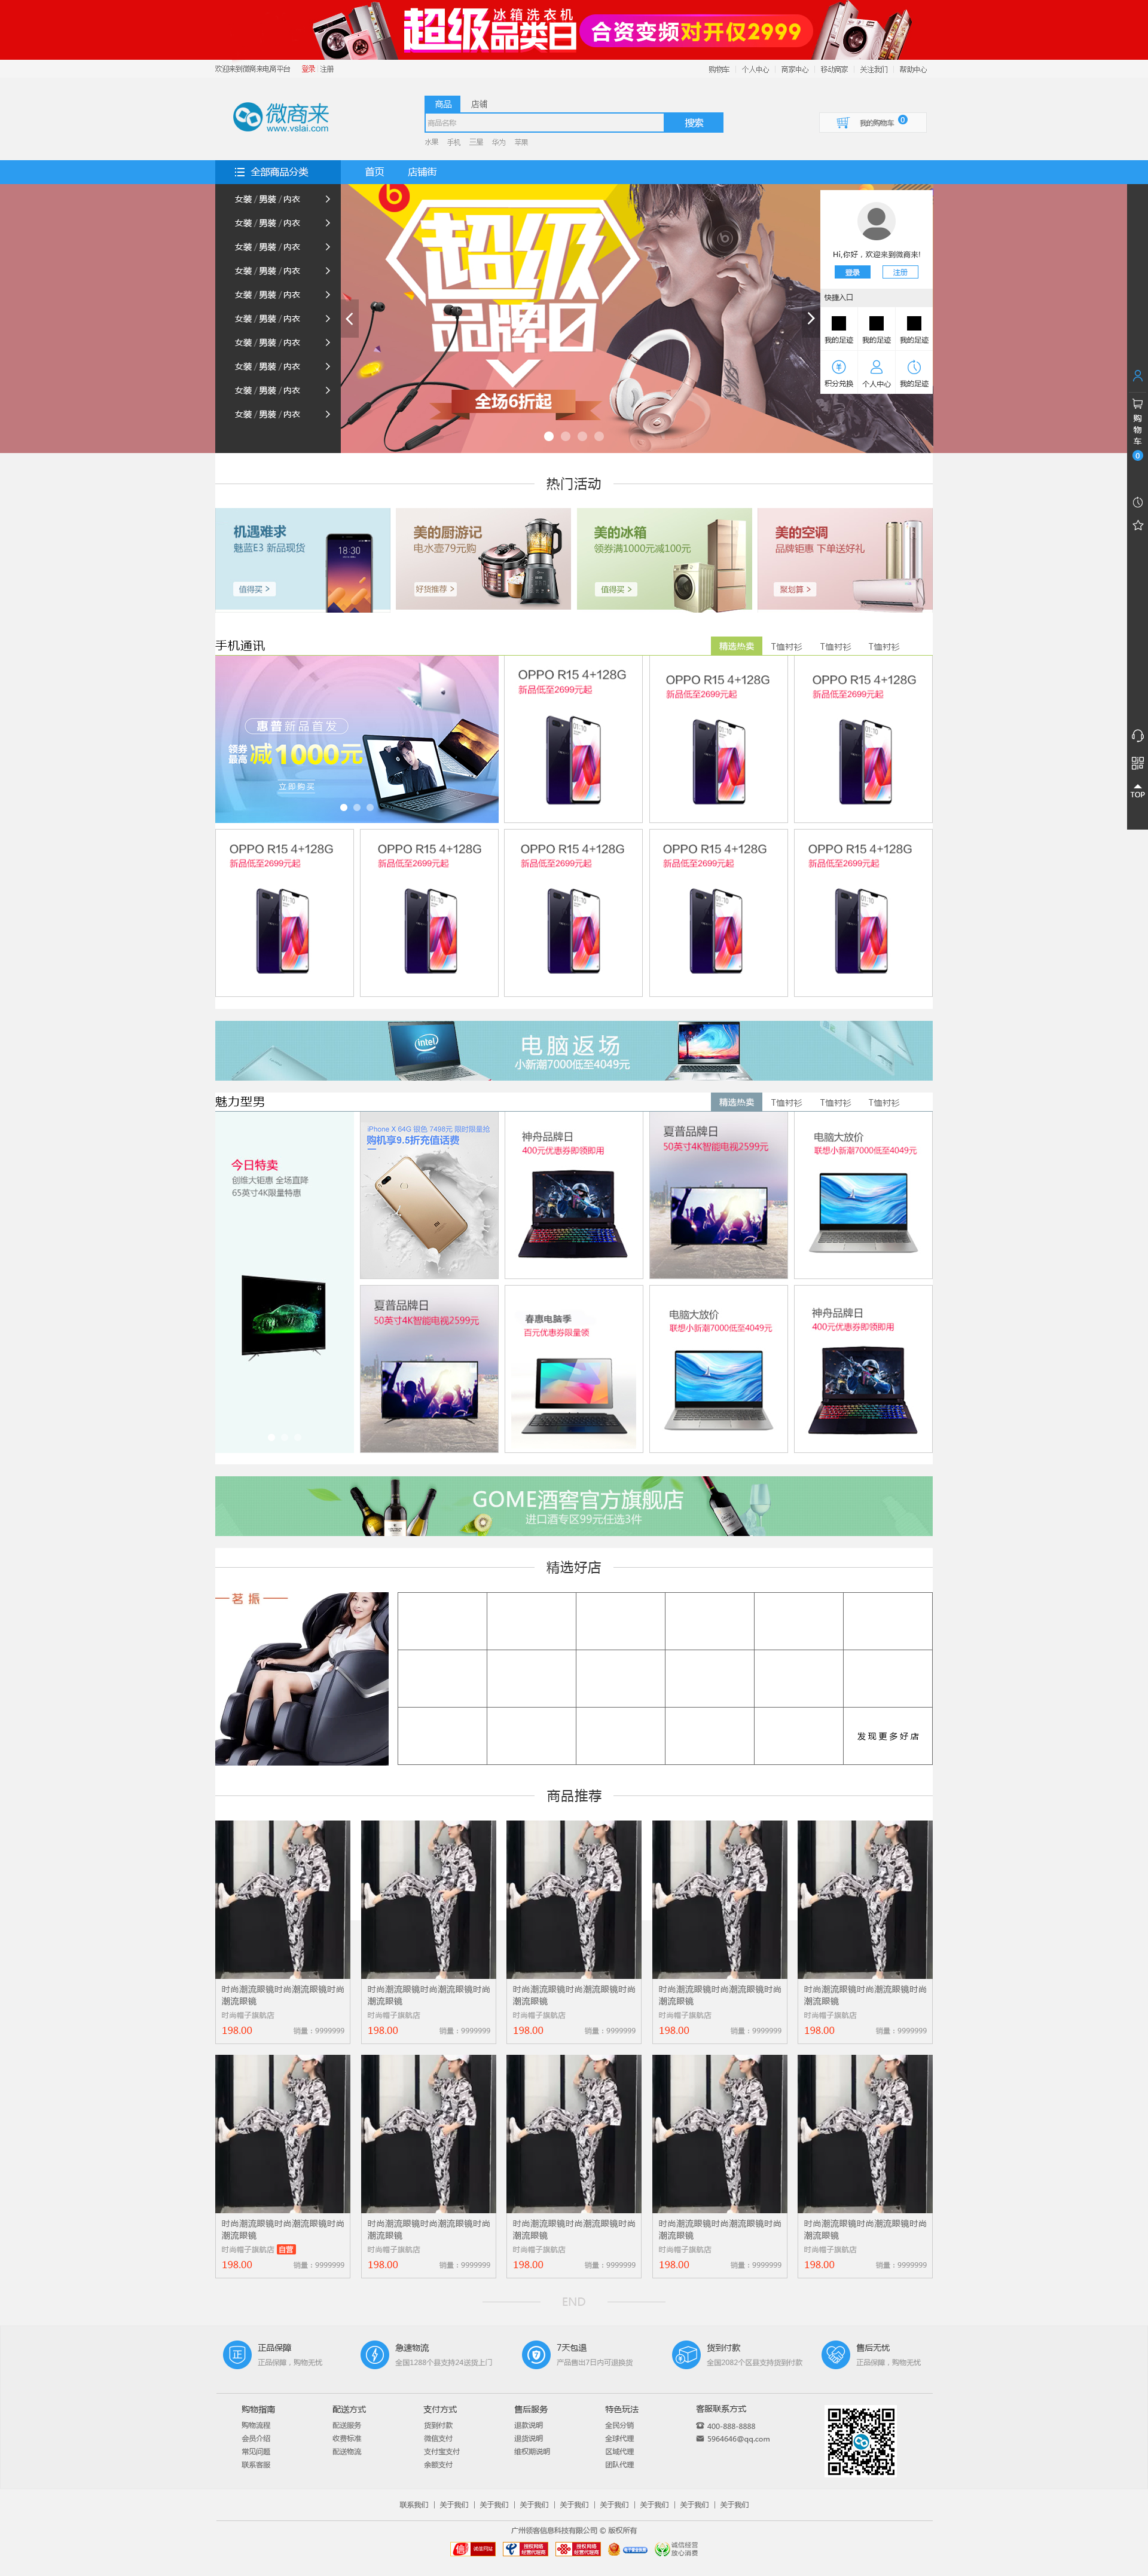 超级品类日 冰箱洗衣机 合资变频对开仅2999
欢迎来到微商来电商平台 登录 注册 购物车 个人中心 商家中心 移动商家 关注我们 帮助中心
微商来
www.vslai.com
商品 店铺
商品名称 搜索
我的购物车 0
水果 手机 三星 华为 苹果
全部商品分类 首页 店铺街
女装 / 男装 / 内衣
女装 / 男装 / 内衣
女装 / 男装 / 内衣
女装 / 男装 / 内衣
女装 / 男装 / 内衣
女装 / 男装 / 内衣
女装 / 男装 / 内衣
女装 / 男装 / 内衣
女装 / 男装 / 内衣
女装 / 男装 / 内衣
超级
品牌日
全场6折起
Hi,你好，欢迎来到微商来!
登录 注册
快捷入口
我的足迹 我的足迹 我的足迹
积分兑换 个人中心 我的足迹
购物车
0
TOP
热门活动
机遇难求
魅蓝E3 新品现货
18:30
值得买 >
美的厨游记
电水壶79元购
好货推荐 >
美的冰箱
领券满1000元减100元
值得买 >
美的空调
品牌钜惠 下单送好礼
聚划算 >
手机通讯 精选热卖 T恤衬衫 T恤衬衫 T恤衬衫
惠普新品首发
领券最高减1000元
立即购买
OPPO R15 4+128G
新品低至2699元起
OPPO R15 4+128G
新品低至2699元起
OPPO R15 4+128G
新品低至2699元起
OPPO R15 4+128G
新品低至2699元起
OPPO R15 4+128G
新品低至2699元起
OPPO R15 4+128G
新品低至2699元起
OPPO R15 4+128G
新品低至2699元起
OPPO R15 4+128G
新品低至2699元起
intel
电脑返场
小新潮7000低至4049元
魅力型男 精选热卖 T恤衬衫 T恤衬衫 T恤衬衫
今日特卖
创维大钜惠 全场直降
65英寸4K限量特惠
iPhone X 64G 银色 7498元 限时限量抢
购机享9.5折充值话费
神舟品牌日
400元优惠券即领即用
夏普品牌日
50英寸4K智能电视2599元
电脑大放价
联想小新潮7000低至4049元
夏普品牌日
50英寸4K智能电视2599元
春惠电脑季
百元优惠券限量领
电脑大放价
联想小新潮7000低至4049元
神舟品牌日
400元优惠券即领即用
GOME酒窖官方旗舰店
进口酒专区99元任选3件
精选好店
茗振
发现更多好店
商品推荐
时尚潮流眼镜时尚潮流眼镜时尚潮流眼镜
时尚帽子旗航店
198.00 销量：9999999
时尚潮流眼镜时尚潮流眼镜时尚潮流眼镜
时尚帽子旗航店
198.00 销量：9999999
时尚潮流眼镜时尚潮流眼镜时尚潮流眼镜
时尚帽子旗航店
198.00 销量：9999999
时尚潮流眼镜时尚潮流眼镜时尚潮流眼镜
时尚帽子旗航店
198.00 销量：9999999
时尚潮流眼镜时尚潮流眼镜时尚潮流眼镜
时尚帽子旗航店
198.00 销量：9999999
时尚潮流眼镜时尚潮流眼镜时尚潮流眼镜
时尚帽子旗航店 自营
198.00 销量：9999999
时尚潮流眼镜时尚潮流眼镜时尚潮流眼镜
时尚帽子旗航店
198.00 销量：9999999
时尚潮流眼镜时尚潮流眼镜时尚潮流眼镜
时尚帽子旗航店
198.00 销量：9999999
时尚潮流眼镜时尚潮流眼镜时尚潮流眼镜
时尚帽子旗航店
198.00 销量：9999999
时尚潮流眼镜时尚潮流眼镜时尚潮流眼镜
时尚帽子旗航店
198.00 销量：9999999
END
正品保障
正品保障，购物无忧
急速物流
全国1288个县支持24送货上门
7天包退
产品售出7日内可退换货
货到付款
全国2082个区县支持货到付款
售后无忧
正品保障，购物无忧
购物指南 配送方式 支付方式 售后服务 特色玩法 客服联系方式
购物流程 配送服务 货到付款 退款说明 全民分销 400-888-8888
会员介绍 收费标准 微信支付 退货说明 全球代理 5964646@qq.com
常见问题 配送物流 支付宝支付 维权期说明 区域代理
联系客服 余额支付 团队代理
联系我们 | 关于我们 | 关于我们 | 关于我们 | 关于我们 | 关于我们 | 关于我们 | 关于我们 | 关于我们
广州领客信息科技有限公司 © 版权所有
诚信网站 授权网络经营代理商 授权网络经营代理商 诚信经营 放心消费